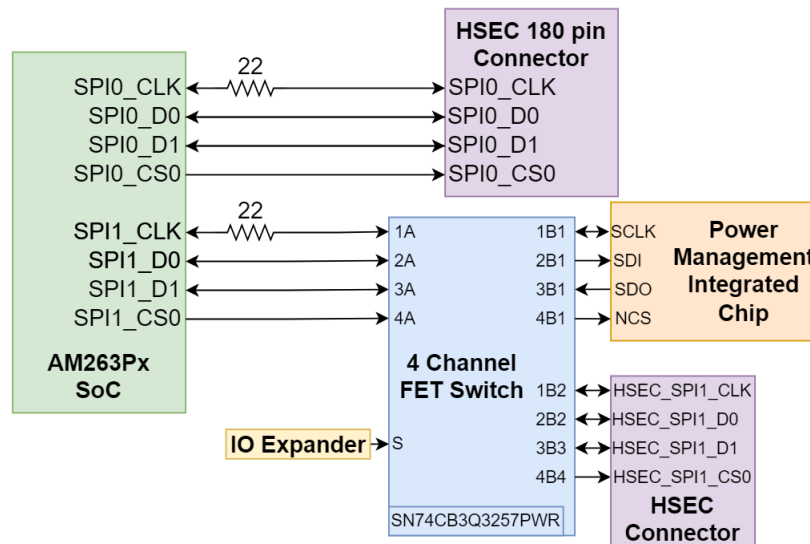 HSEC 180 pin
Connector
22
SPI0_CLK
SPI0_CLK
SPI0_D0
SPI0_D0
SPI0_D1
SPI0_D1
SPI0_CS0
SPI0_CS0
22
SPI1_CLK
1A
1B1
SCLK
SPI1_D0
2A
2B1
SDI
SPI1_D1
3A
3B1
SDO
SPI1_CS0
4A
4B1
NCS
Power
Management
Integrated
Chip
AM263Px
SoC
4 Channel
FET Switch
1B2
HSEC_SPI1_CLK
2B2
HSEC_SPI1_D0
3B3
HSEC_SPI1_D1
4B4
HSEC_SPI1_CS0
IO Expander
S
HSEC
Connector
SN74CB3Q3257PWR